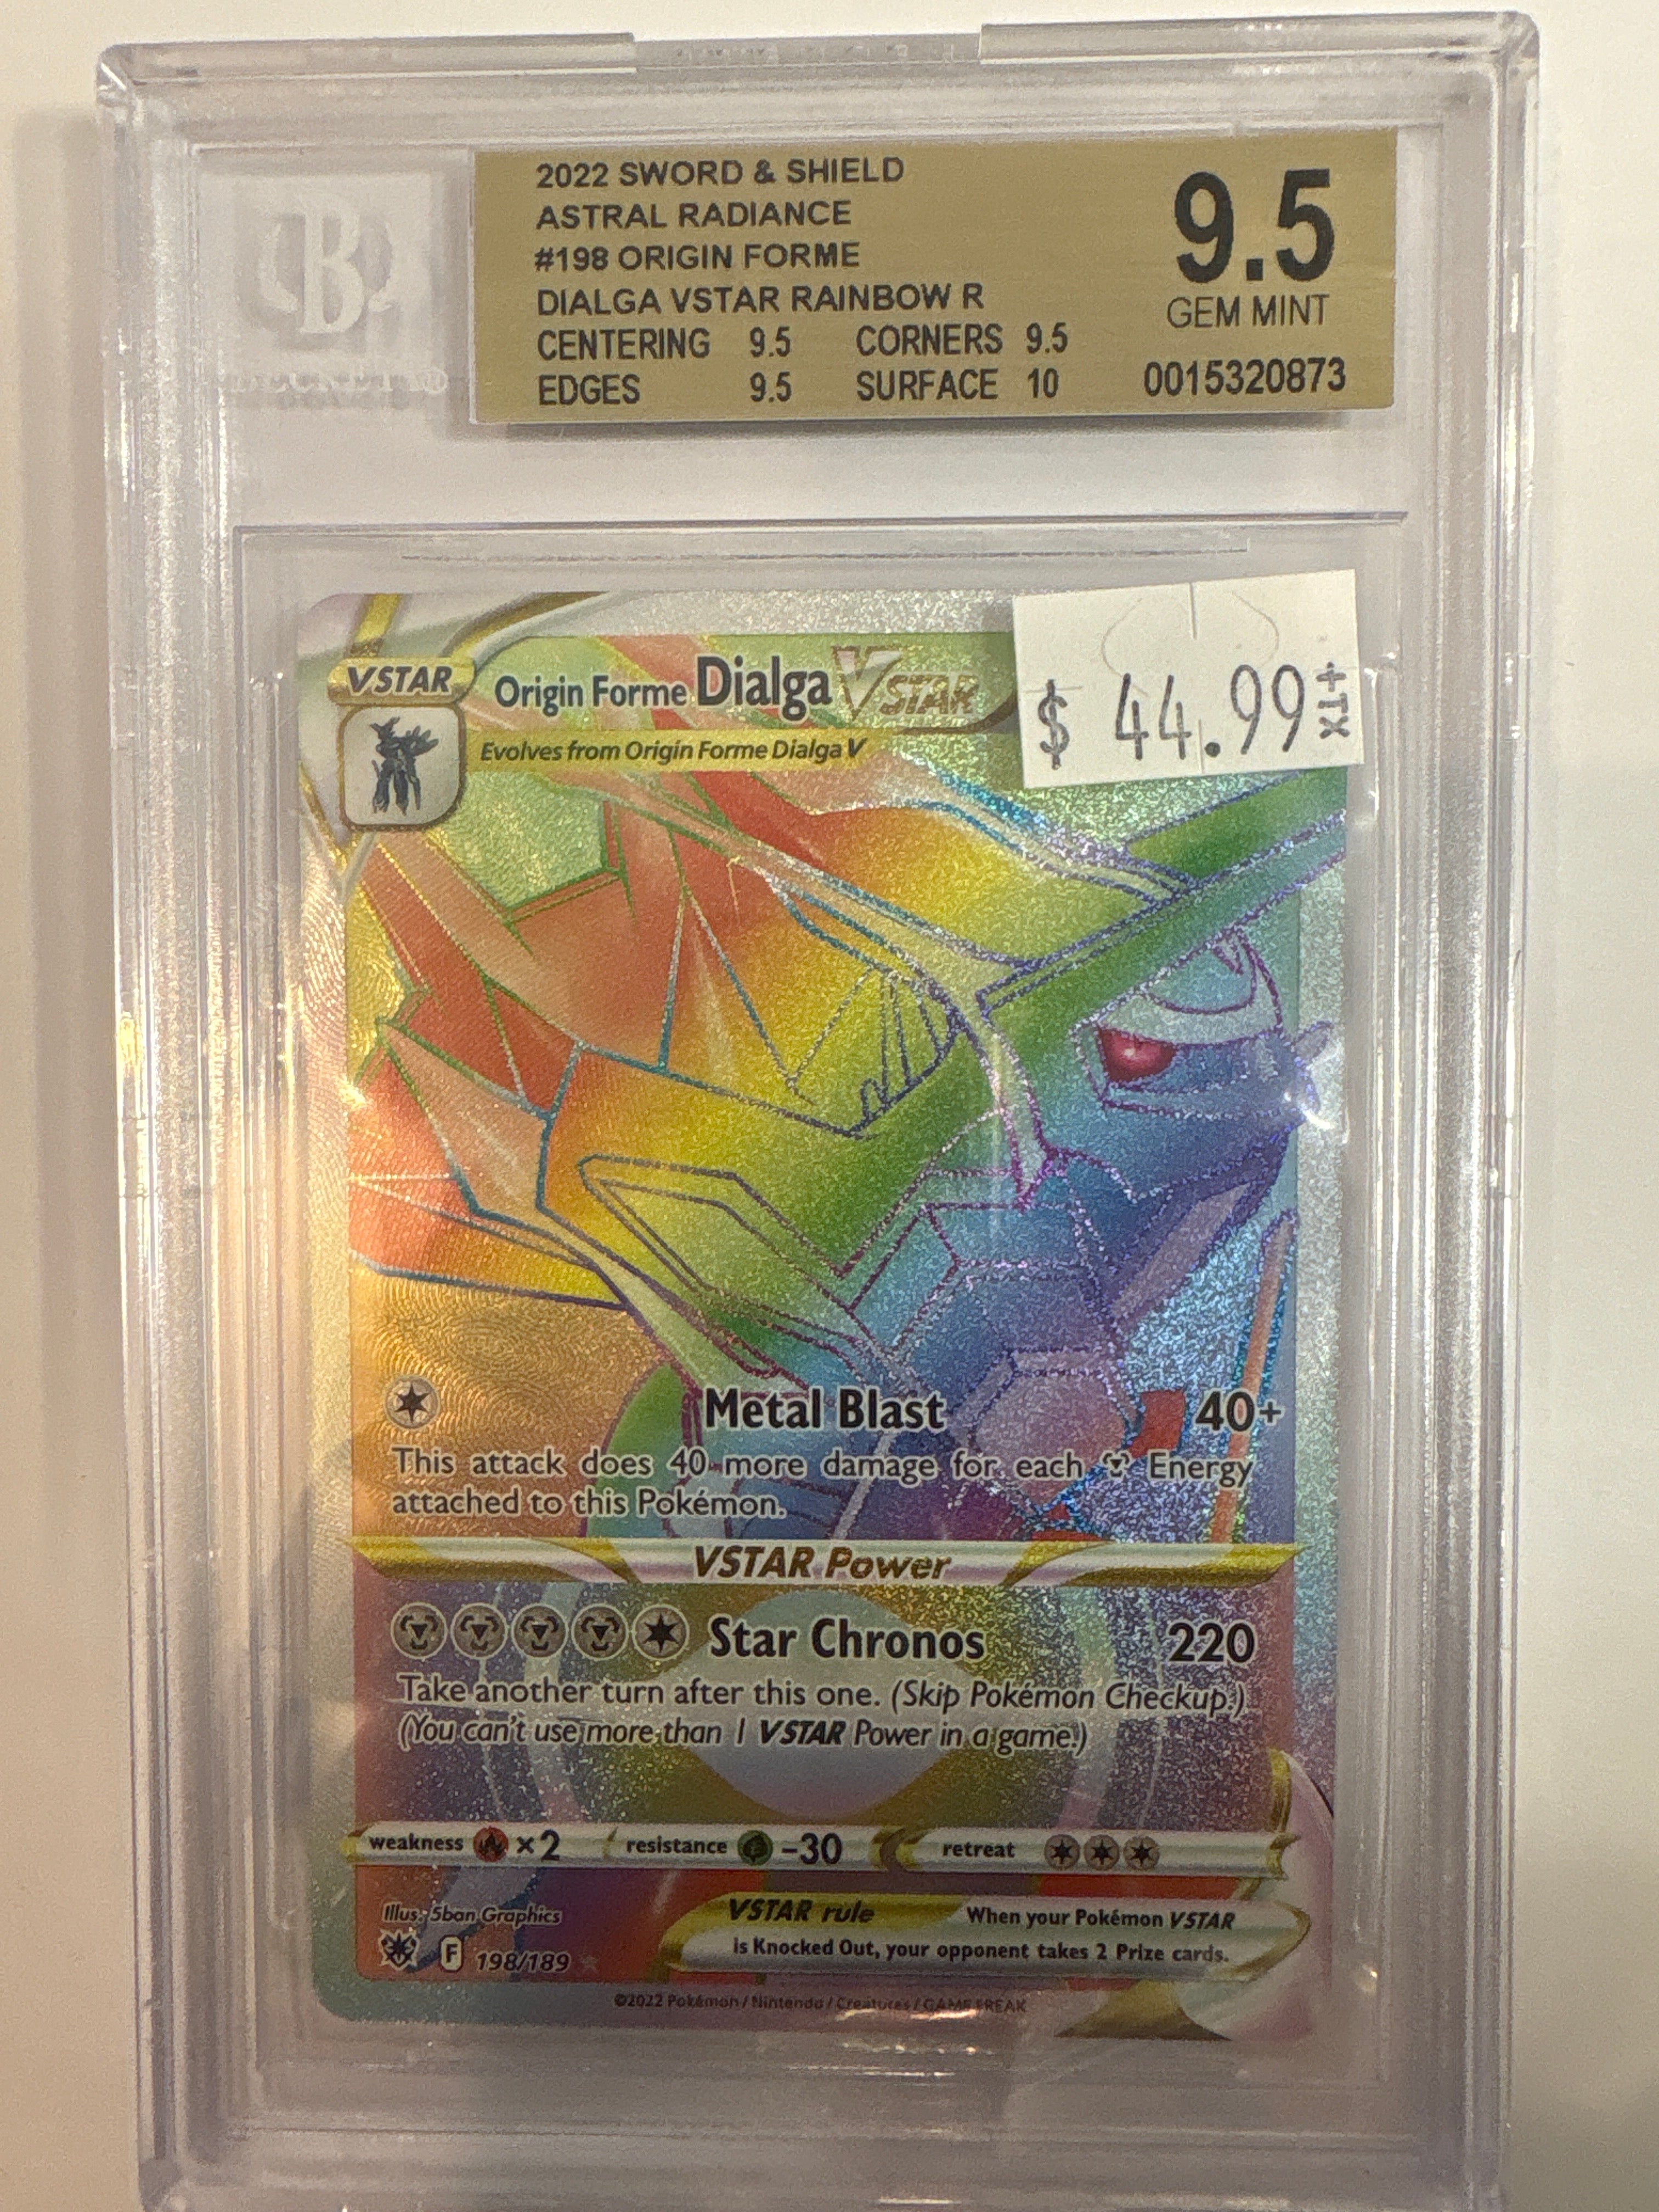 2022 SWORD & SHIELD
ASTRAL RADIANCE
#198 ORIGIN FORME
DIALGA VSTAR RAINBOW R
CENTERING 9.5 CORNERS 9.5
EDGES 9.5 SURFACE 10
9.5
GEM MINT
0015320873
B
BECKETT
$ 44.99 +TX
VSTAR
Origin Forme Dialga VSTAR
Evolves from Origin Forme Dialga V
Metal Blast 40+
This attack does 40 more damage for each Energy
attached to this Pokémon.
VSTAR Power
Star Chronos 220
Take another turn after this one. (Skip Pokémon Checkup.)
(You can't use more than 1 VSTAR Power in a game.)
weakness ×2 resistance -30 retreat
Illus. 5ban Graphics
F 198/189
VSTAR rule When your Pokémon VSTAR
is Knocked Out, your opponent takes 2 Prize cards.
©2022 Pokémon / Nintendo / Creatures / GAME FREAK